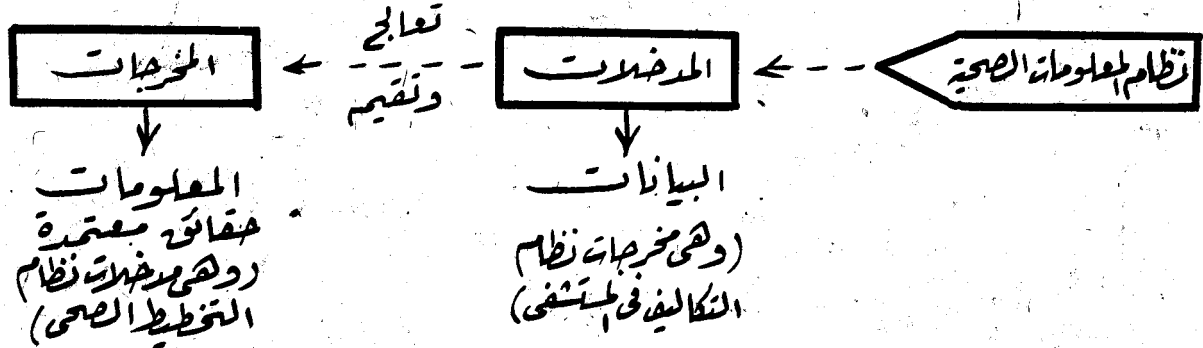 نظام المعلومات الصحية
المدخلات
تعالج
وتقيم
المخرجات
البيانات
(وهى مخرجات نظام
التكاليف فى المستشفى)
المعلومات
حقائق معتمدة
(وهى مدخلات نظام
التخطيط الصحى)